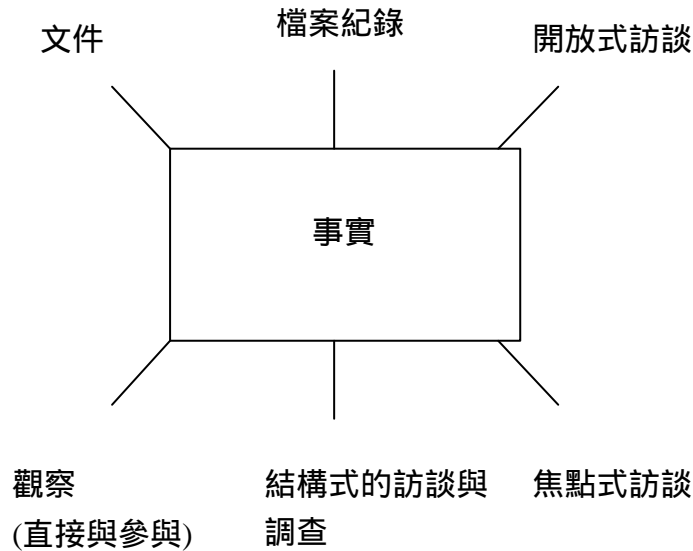 文件
檔案紀錄
開放式訪談
事實
觀察
(直接與參與)
結構式的訪談與
調查
焦點式訪談